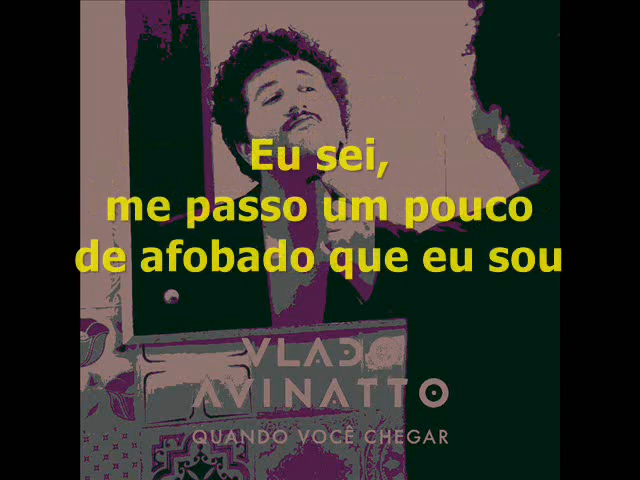 Eu sei,
me passo um pouco
de afobado que eu sou
VLADO
AVINATTO
QUANDO VOCÊ CHEGAR